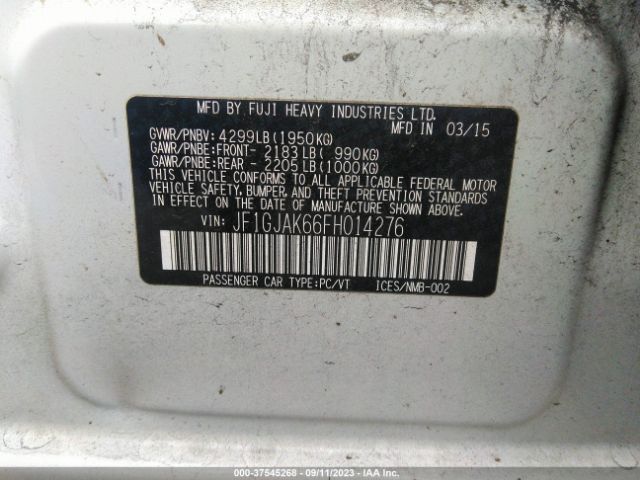 MFD BY FUJI HEAVY INDUSTRIES LTD.
MFD IN 03/15
GVWR/PNBV: 4299LB(1950KG)
GAWR/PNBE:FRONT- 2183LB( 990KG)
GAWR/PNBE:REAR - 2205LB(1000KG)
THIS VEHICLE CONFORMS TO ALL APPLICABLE FEDERAL MOTOR
VEHICLE SAFETY, BUMPER, AND THEFT PREVENTION STANDARDS
IN EFFECT ON THE DATE OF MANUFACTURE SHOWN ABOVE.
VIN: JF1GJAK66FH014276
PASSENGER CAR TYPE:PC/VT ICES/NMB-002
000-37545268 - 09/11/2023 - IAA Inc.